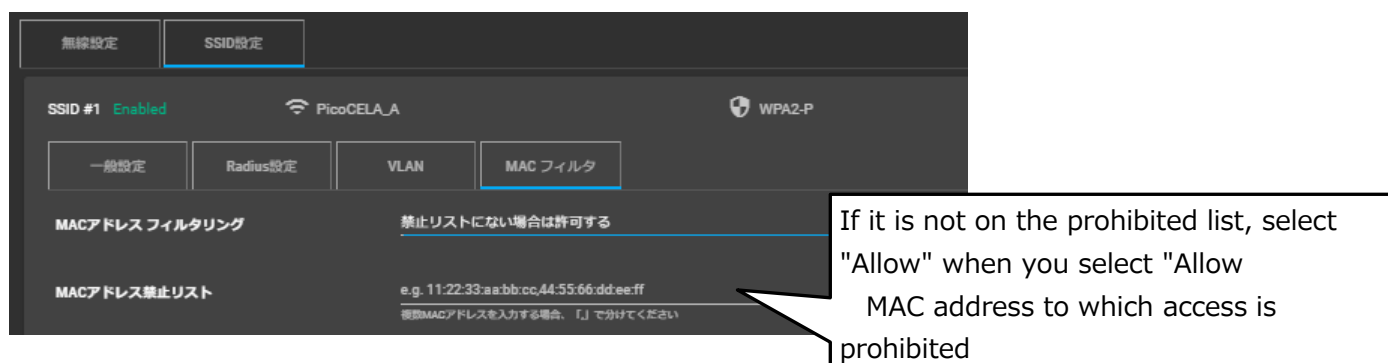 無線設定
SSID設定
SSID #1 Enabled
PicoCELA_A
WPA2-P
一般設定
Radius設定
VLAN
MAC フィルタ
MACアドレス フィルタリング
禁止リストにない場合は許可する
MACアドレス禁止リスト
e.g. 11:22:33:aa:bb:cc,44:55:66:dd:ee:ff
複数MACアドレスを入力する場合、「,」で分けてください
If it is not on the prohibited list, select
"Allow" when you select "Allow
MAC address to which access is
prohibited